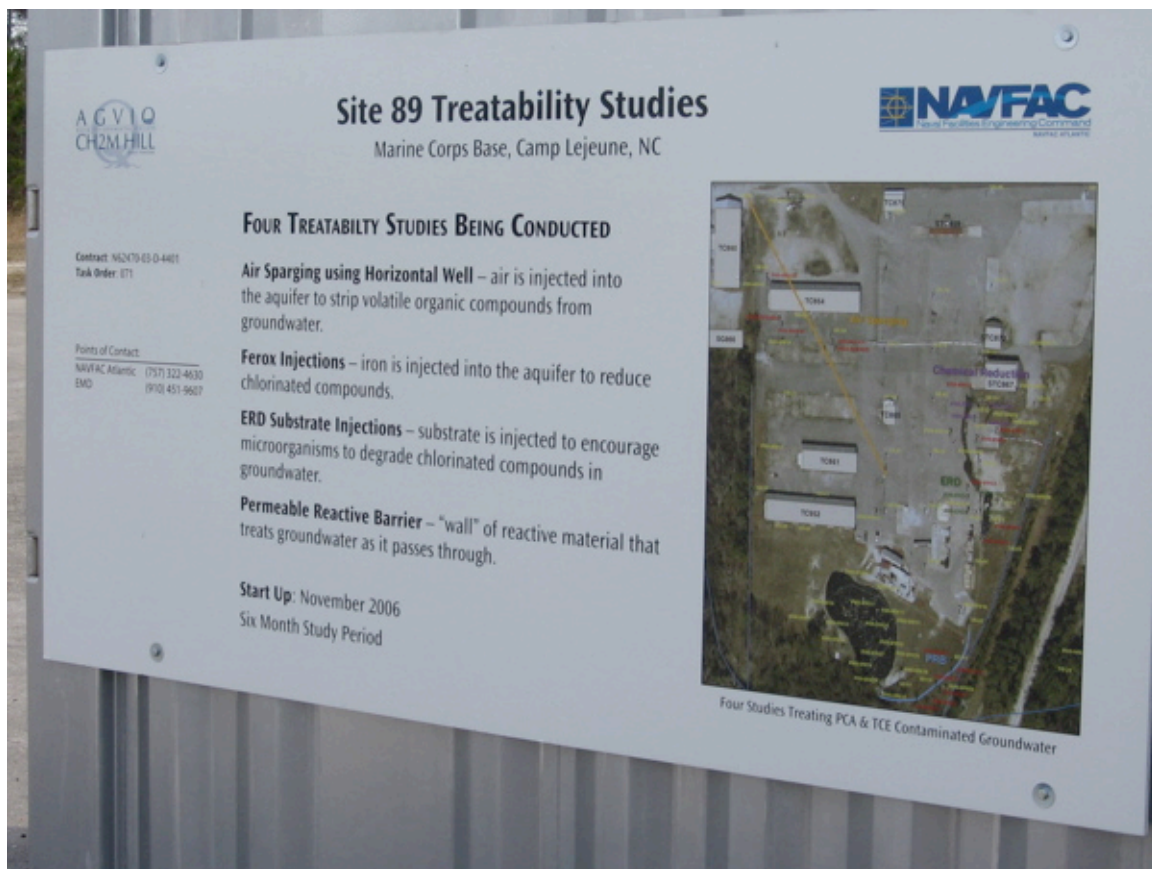 AGVIQ
CH2M HILL
Site 89 Treatability Studies
Marine Corps Base, Camp Lejeune, NC
NAVFAC
Naval Facilities Engineering Command
NAVFAC ATLANTIC
Contract: N62470-03-D-4401
Task Order: 071
Points of Contact:
NAVFAC Atlantic (757) 322-4630
EMD (910) 451-9607
FOUR TREATABILTY STUDIES BEING CONDUCTED
Air Sparging using Horizontal Well – air is injected into
the aquifer to strip volatile organic compounds from
groundwater.
Ferox Injections – iron is injected into the aquifer to reduce
chlorinated compounds.
ERD Substrate Injections – substrate is injected to encourage
microorganisms to degrade chlorinated compounds in
groundwater.
Permeable Reactive Barrier – "wall" of reactive material that
treats groundwater as it passes through.
Start Up: November 2006
Six Month Study Period
TC864
Chemical Reduction
STC867
ERD
TC861
PRB
Four Studies Treating PCA & TCE Contaminated Groundwater